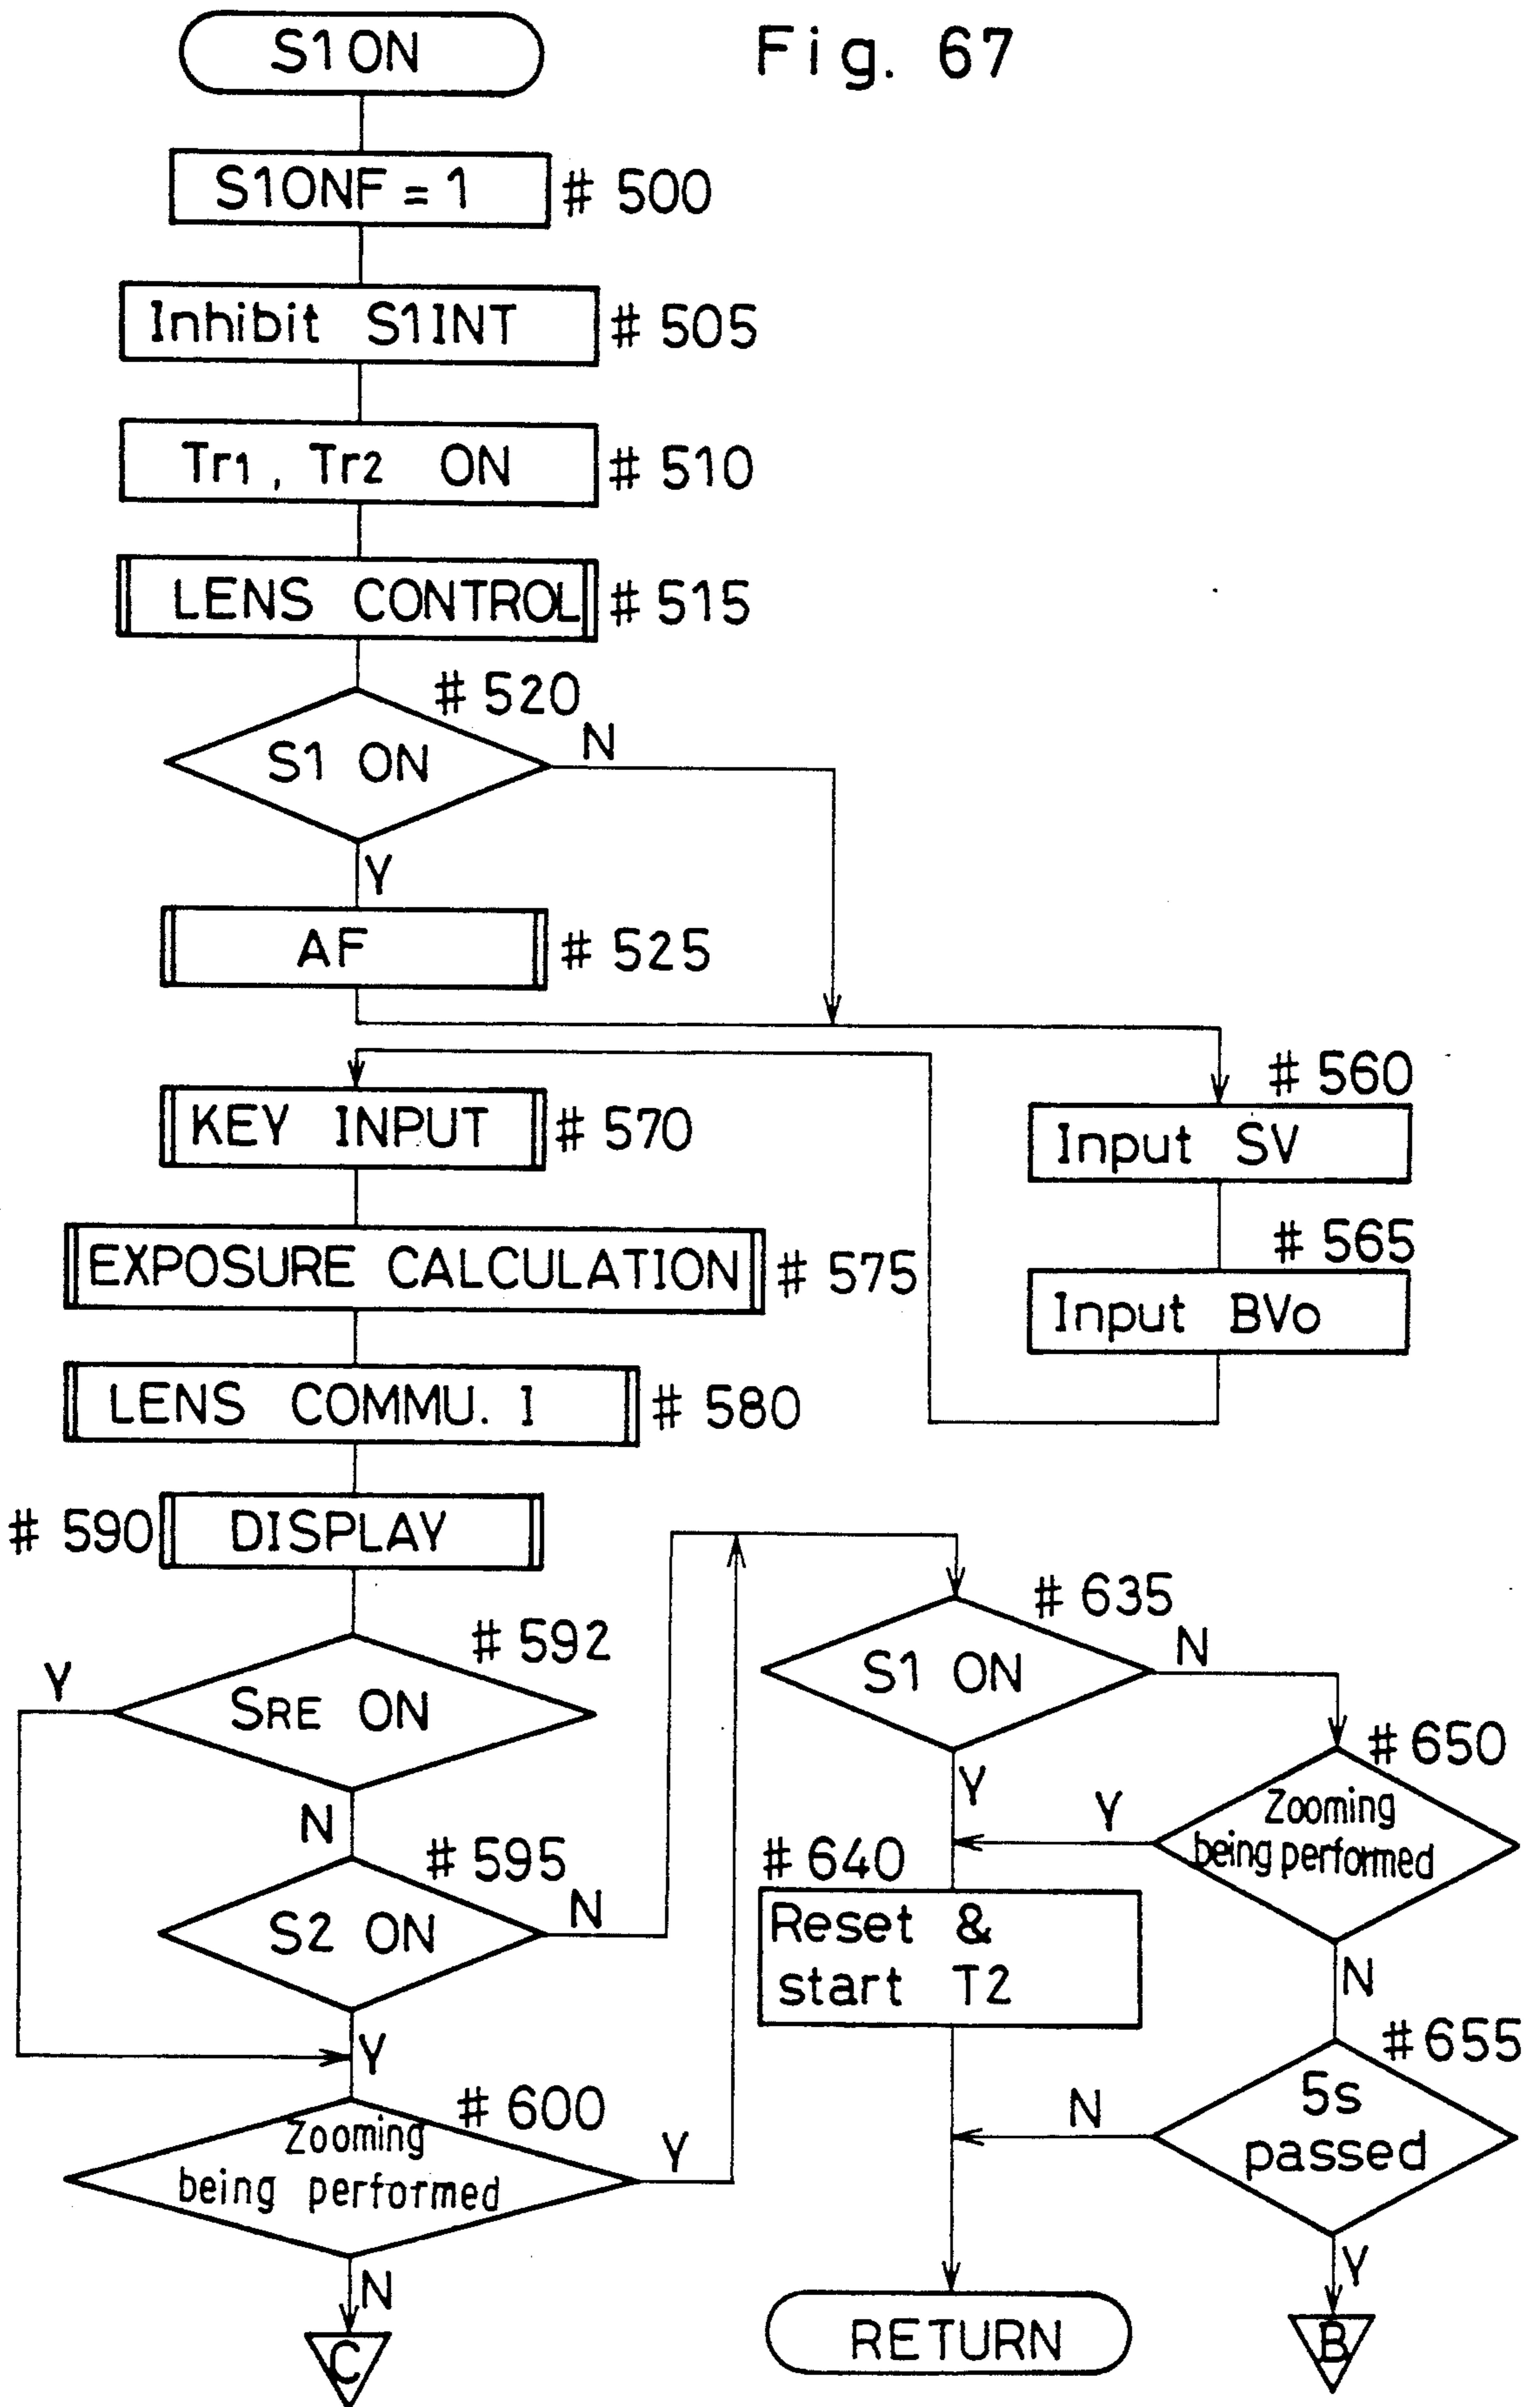 Fig. 67
S1ON
S1ONF = 1 # 500
Inhibit S1INT # 505
Tr1, Tr2 ON # 510
LENS CONTROL # 515
# 520
S1 ON
N
Y
AF # 525
# 560
Input SV
# 565
Input BVo
KEY INPUT # 570
EXPOSURE CALCULATION # 575
LENS COMMU. I # 580
# 590 DISPLAY
# 592
SRE ON
Y
N
# 595
S2 ON
N
Y
# 600
Zooming
being performed
Y
N
C
# 635
S1 ON
N
Y
# 650
Zooming
being performed
Y
N
# 640
Reset &
start T2
# 655
5s
passed
N
Y
RETURN
B